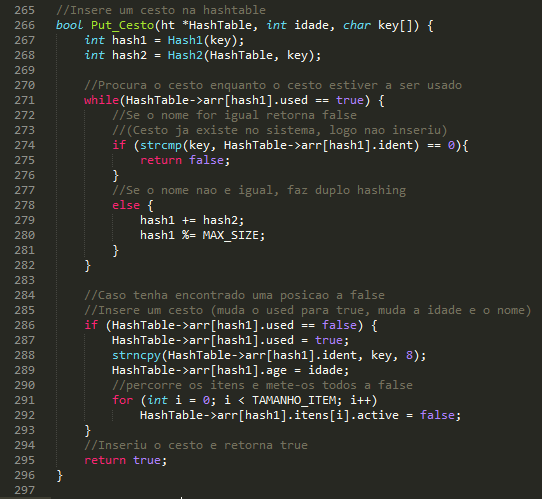 265 //Insere um cesto na hashtable
266 bool Put_Cesto(ht *HashTable, int idade, char key[]) {
267     int hash1 = Hash1(key);
268     int hash2 = Hash2(HashTable, key);
269
270     //Procura o cesto enquanto o cesto estiver a ser usado
271     while(HashTable->arr[hash1].used == true) {
272         //Se o nome for igual retorna false
273         //(Cesto ja existe no sistema, logo nao inseriu)
274         if (strcmp(key, HashTable->arr[hash1].ident) == 0){
275             return false;
276         }
277         //Se o nome nao e igual, faz duplo hashing
278         else {
279             hash1 += hash2;
280             hash1 %= MAX_SIZE;
281         }
282     }
283
284     //Caso tenha encontrado uma posicao a false
285     //Insere um cesto (muda o used para true, muda a idade e o nome)
286     if (HashTable->arr[hash1].used == false) {
287         HashTable->arr[hash1].used = true;
288         strncpy(HashTable->arr[hash1].ident, key, 8);
289         HashTable->arr[hash1].age = idade;
290         //percorre os itens e mete-os todos a false
291         for (int i = 0; i < TAMANHO_ITEM; i++)
292             HashTable->arr[hash1].itens[i].active = false;
293     }
294     //Inseriu o cesto e retorna true
295     return true;
296 }
297